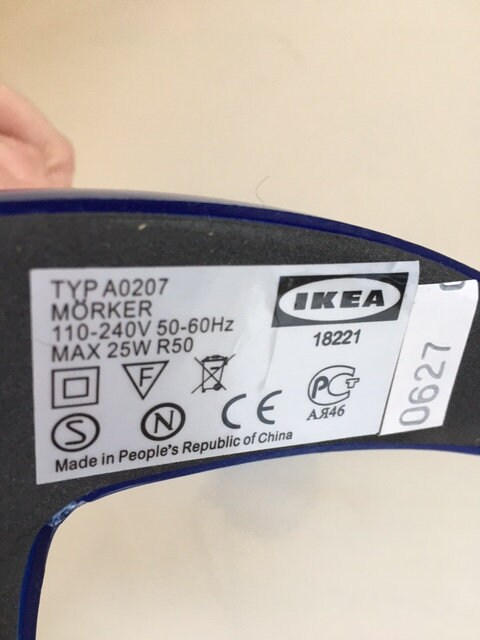 TYP A0207
MÖRKER
110-240V 50-60Hz
MAX 25W R50
IKEA
18221
F
S
N
CE
РСТ
АЯ46
Made in People's Republic of China
0627